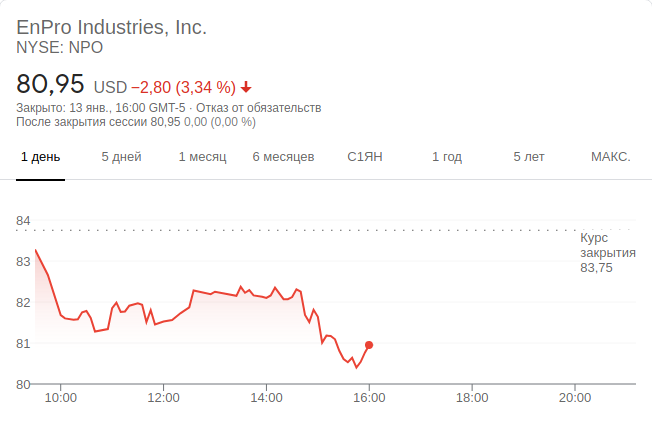 EnPro Industries, Inc.
NYSE: NPO
80,95 USD −2,80 (3,34 %)
Закрыто: 13 янв., 16:00 GMT-5 · Отказ от обязательств
После закрытия сессии 80,95 0,00 (0,00 %)
1 день 5 дней 1 месяц 6 месяцев С1ЯН 1 год 5 лет МАКС.
84
Курс
закрытия
83,75
83
82
81
80
10:00 12:00 14:00 16:00 18:00 20:00